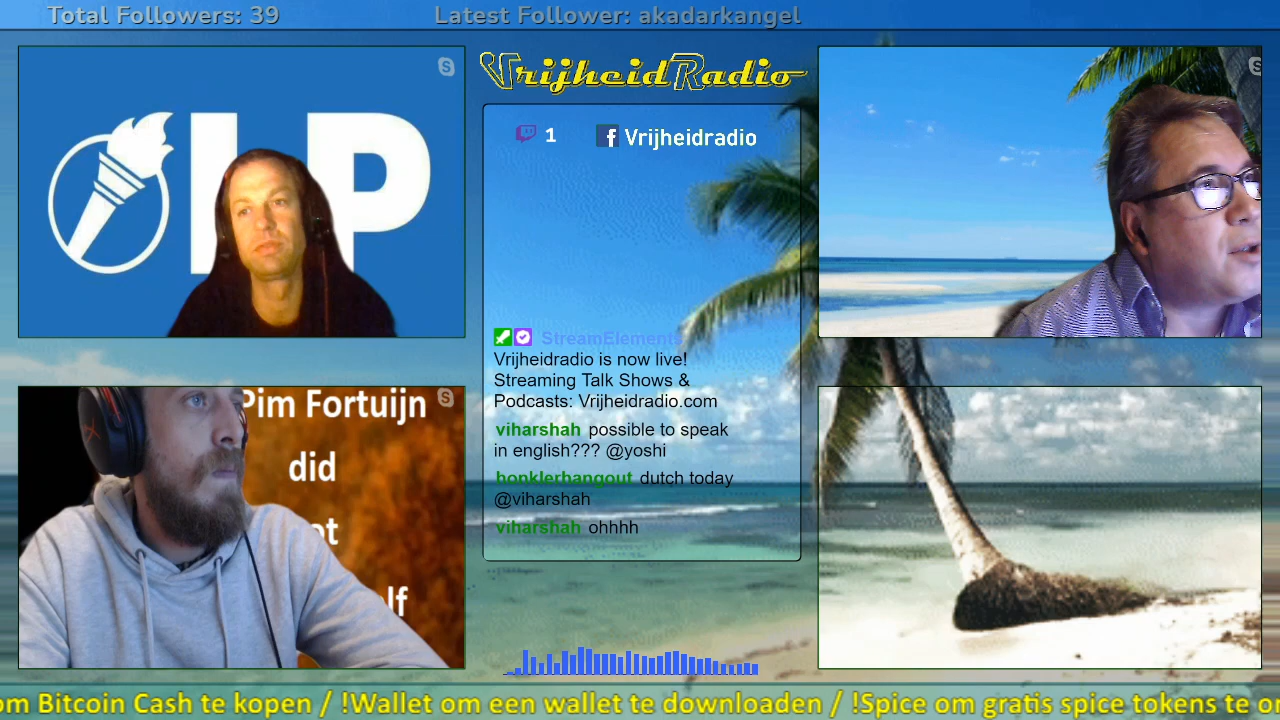 Total Followers: 39
Latest Follower: akadarkangel
VrijheidRadio
LP
1
Vrijheidradio
StreamElements
Vrijheidradio is now live!
Streaming Talk Shows &
Podcasts: Vrijheidradio.com
viharshah possible to speak
in english??? @yoshi
honklerhangout dutch today
@viharshah
viharshah ohhhh
Pim Fortuijn
did
om Bitcoin Cash te kopen / !Wallet om een wallet te downloaden / !Spice om gratis spice tokens te